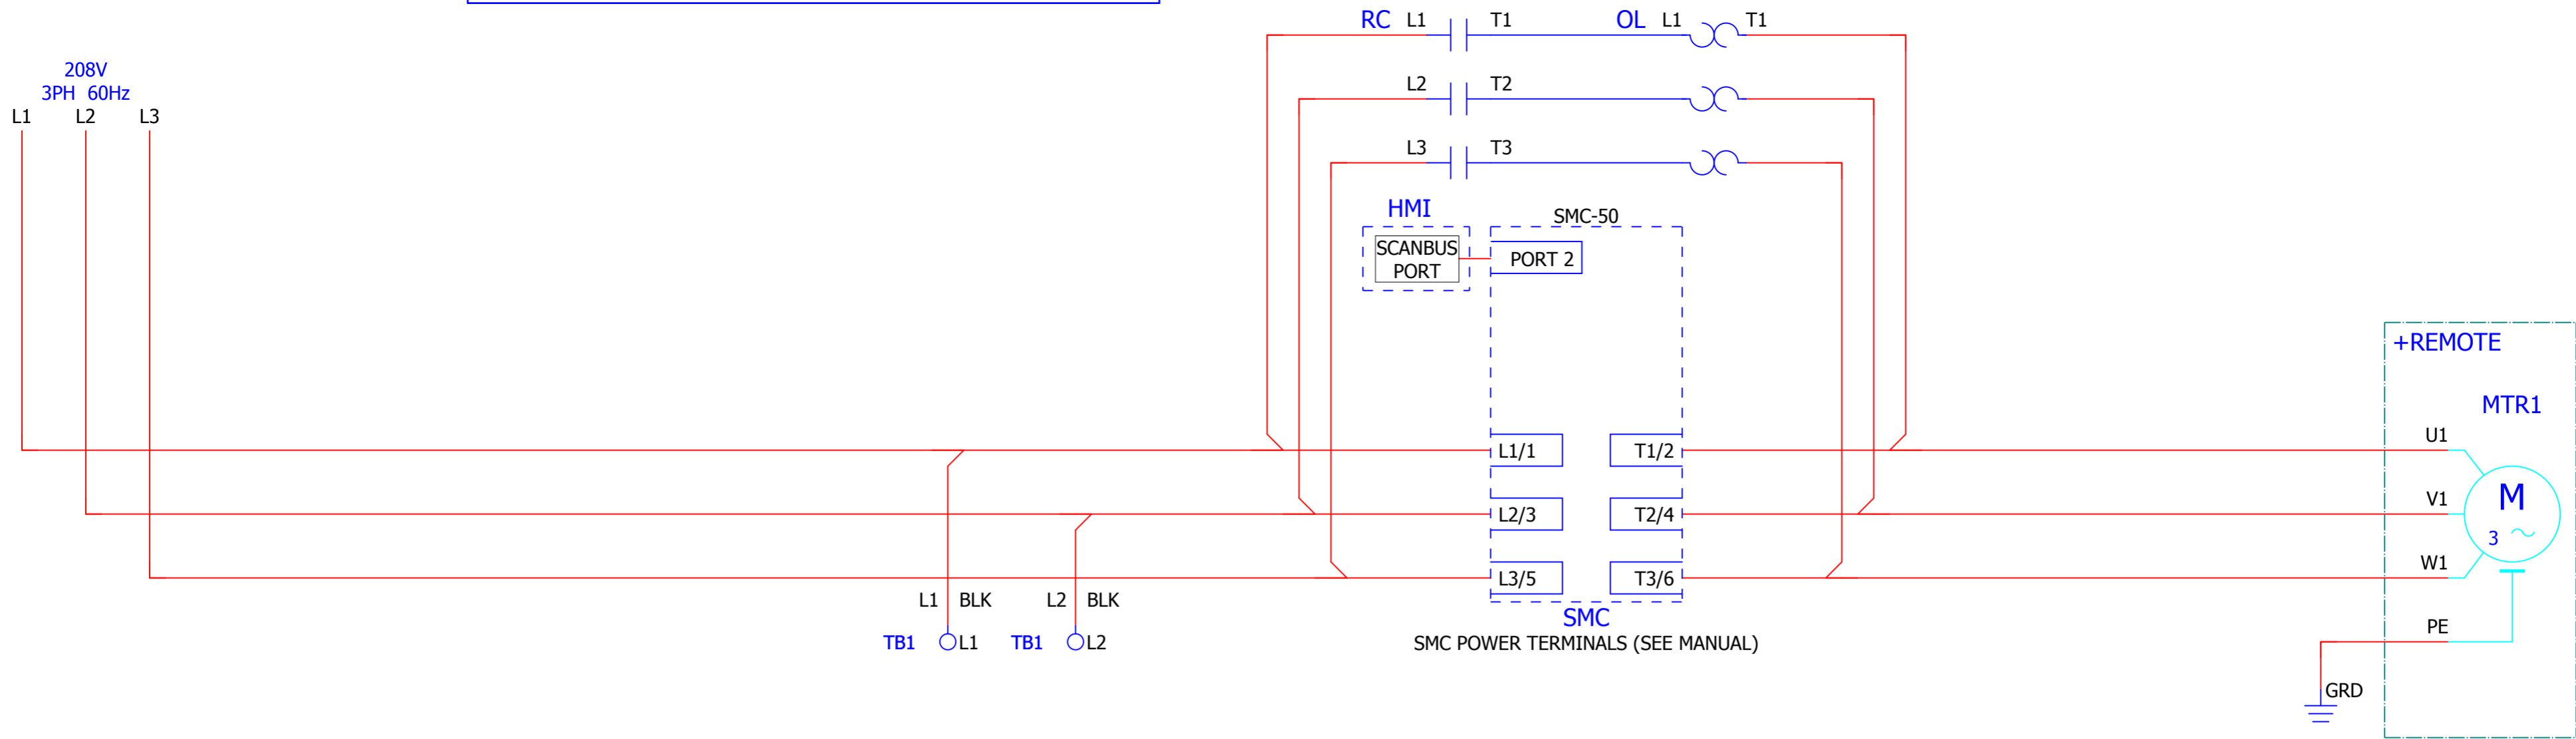 RC L1 T1 OL L1 T1
208V
3PH 60Hz
L1 L2 L3
L2 T2
L3 T3
HMI
SMC-50
SCANBUS
PORT
PORT 2
+REMOTE
MTR1
U1
L1/1 T1/2
V1
M
3
L2/3 T2/4
W1
L3/5 T3/6
L1 BLK L2 BLK
SMC
TB1 L1 TB1 L2
SMC POWER TERMINALS (SEE MANUAL)
PE
GRD